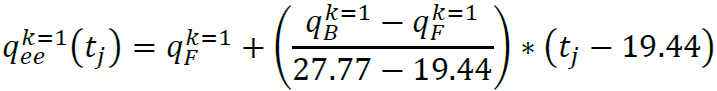 $q_{ee}^{k=1}(t_j) = q_F^{k=1} + \left(\frac{q_B^{k=1} - q_F^{k=1}}{27.77 - 19.44}\right) * (t_j - 19.44)$